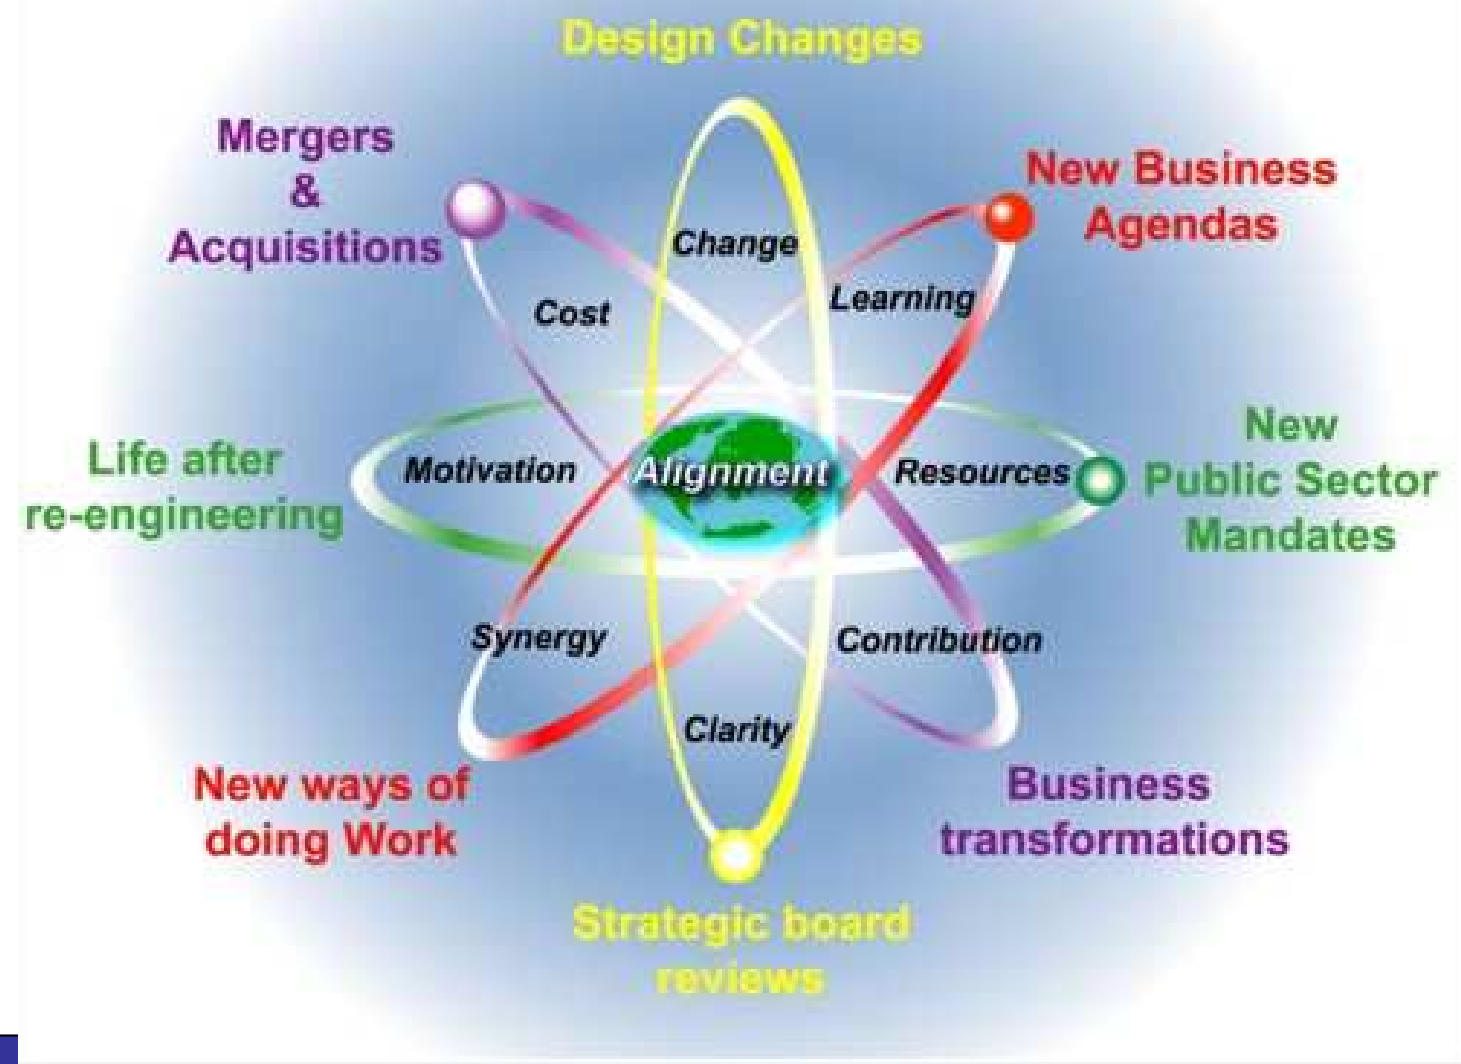 Design Changes
Mergers
&
Acquisitions
New Business
Agendas
Change
Learning
Cost
Life after
re-engineering
Motivation
Alignment
Resources
New
Public Sector
Mandates
Synergy
Contribution
Clarity
New ways of
doing Work
Business
transformations
Strategic board
reviews